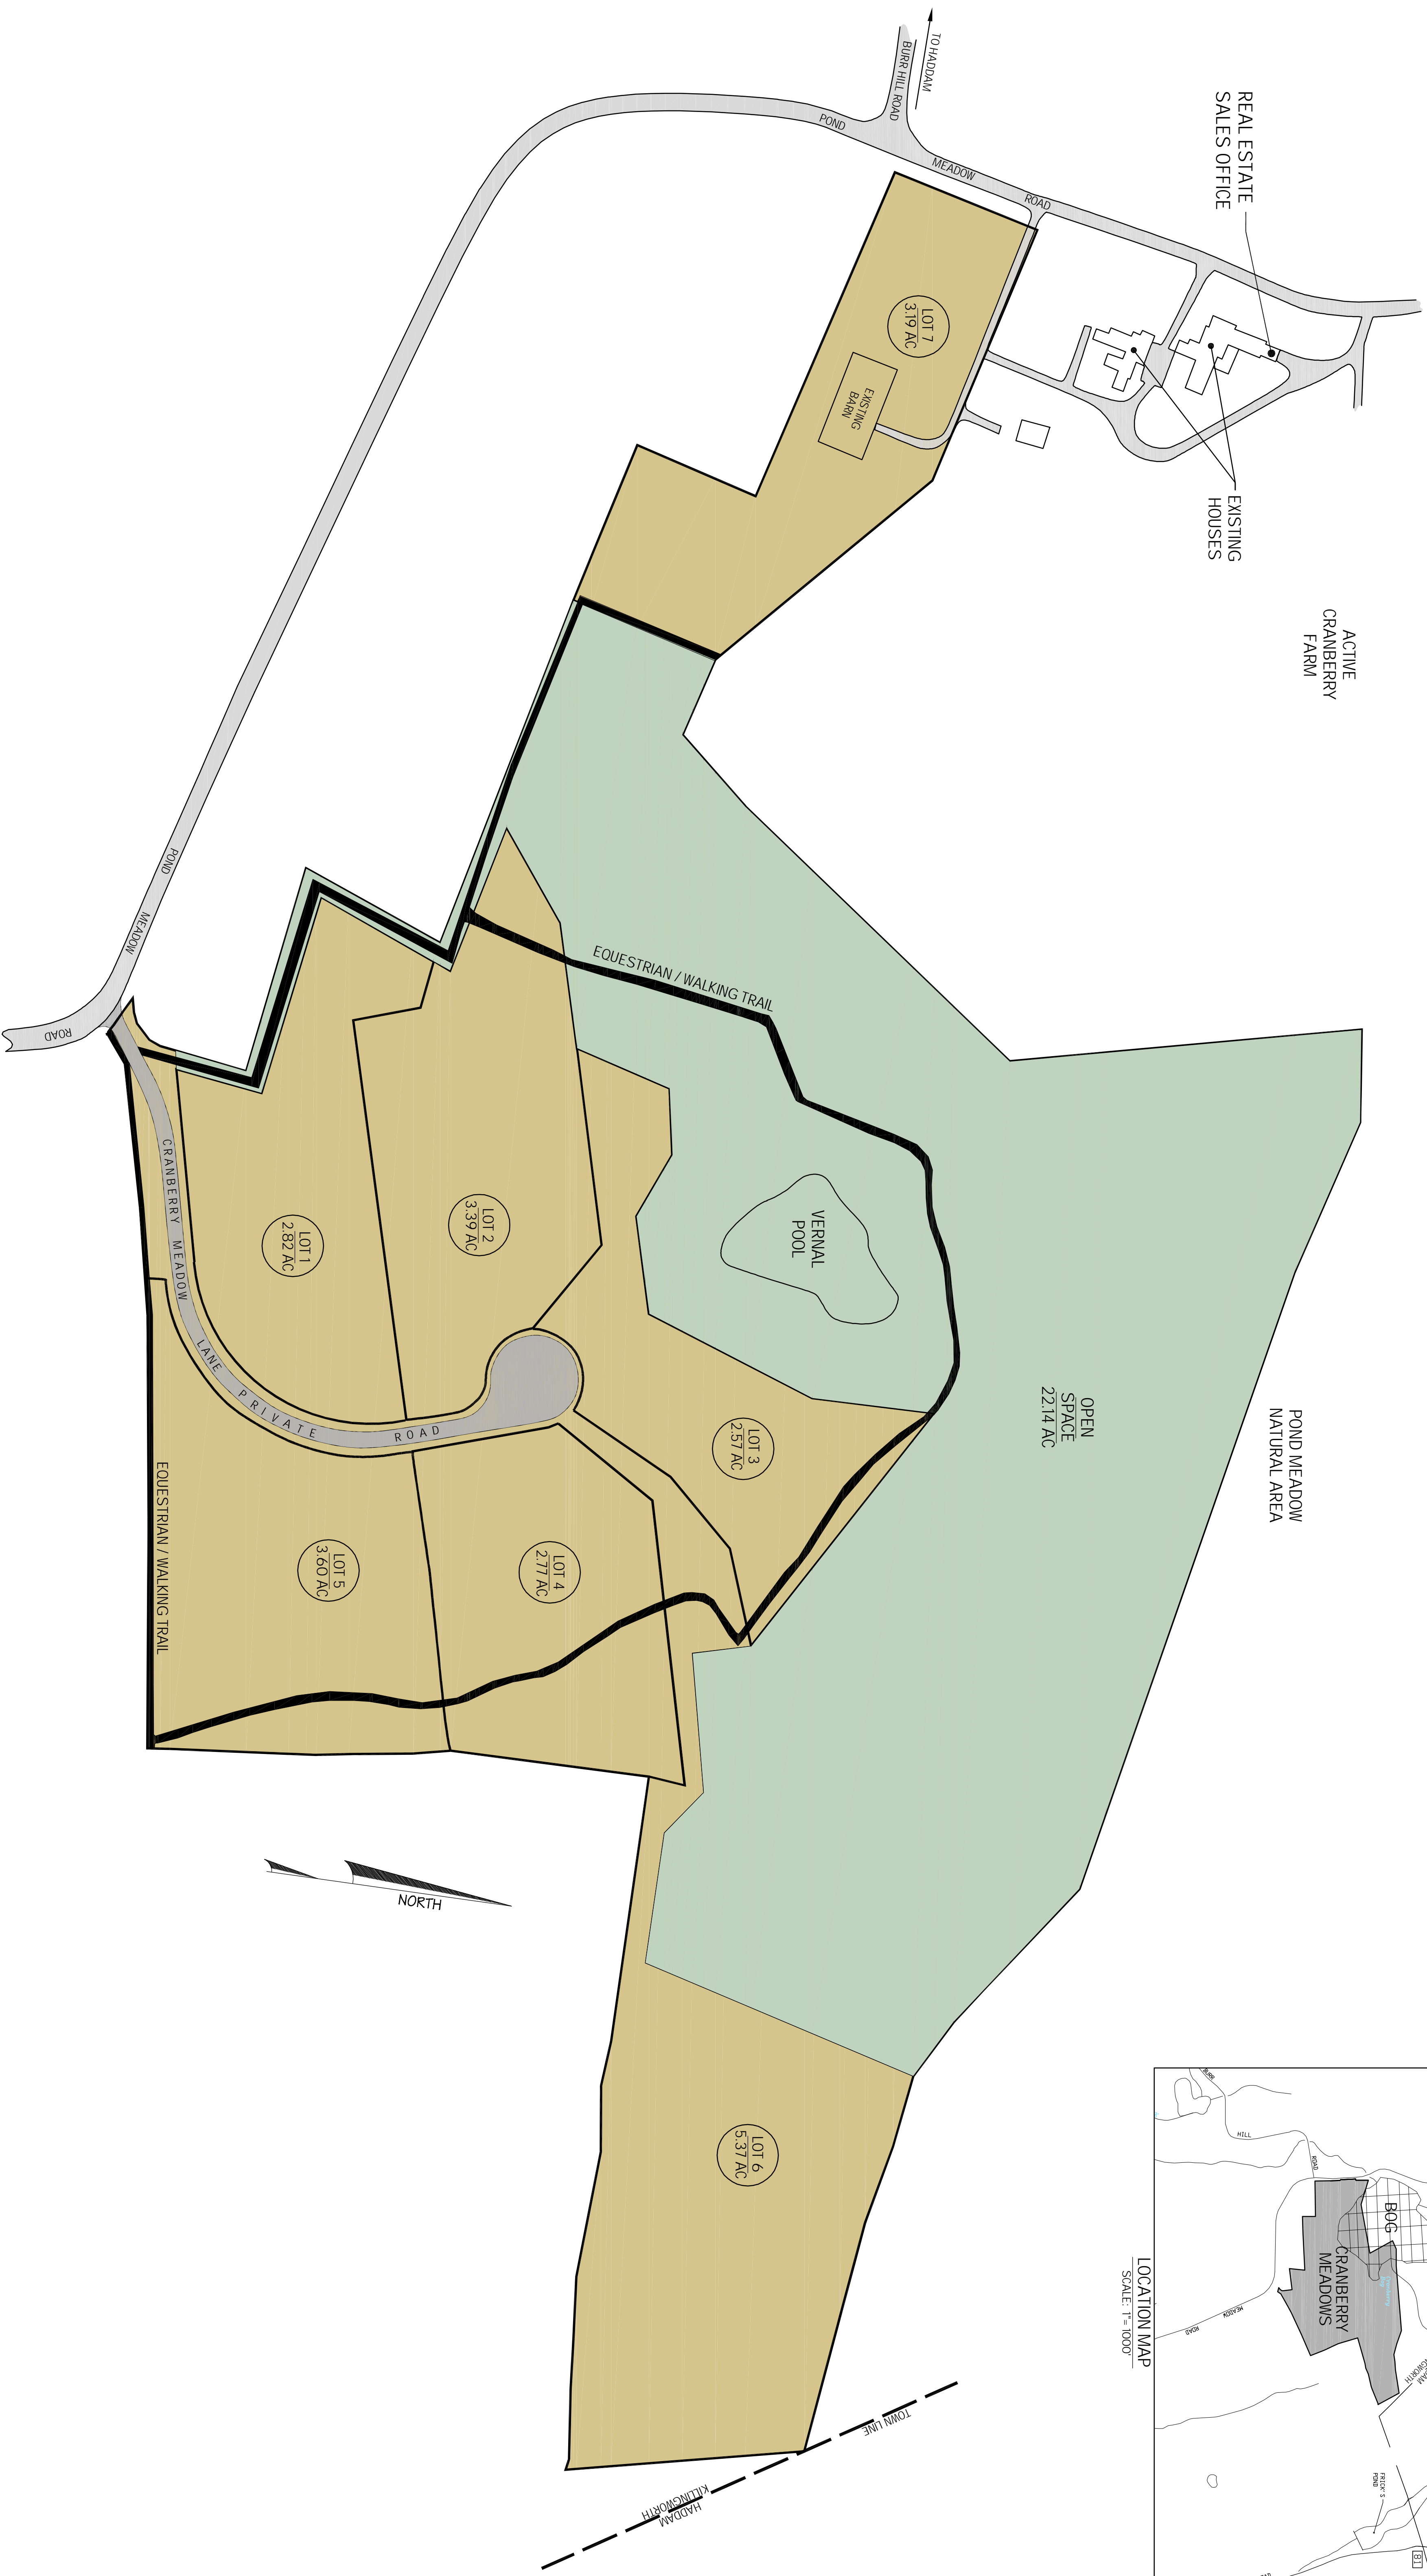 TO HADDAM
BURR HILL ROAD
POND
MEADOW
ROAD
REAL ESTATE
SALES OFFICE
EXISTING
HOUSES
ACTIVE
CRANBERRY
FARM
LOT 7
3.19 AC
EXISTING
BARN
POND
MEADOW
ROAD
EQUESTRIAN / WALKING TRAIL
VERNAL
POOL
OPEN
SPACE
22.14 AC
POND MEADOW
NATURAL AREA
LOT 3
2.57 AC
LOT 2
3.39 AC
LOT 1
2.82 AC
CRANBERRY MEADOW LANE PRIVATE ROAD
LOT 4
2.77 AC
LOT 5
3.60 AC
EQUESTRIAN / WALKING TRAIL
NORTH
LOT 6
5.37 AC
TOWN LINE
KILLINGWORTH
HADDAM
BURR
HILL
ROAD
BOG
CRANBERRY
MEADOWS
MEADOW
ROAD
FRICK'S
POND
81
LOCATION MAP
SCALE: 1"= 1000'